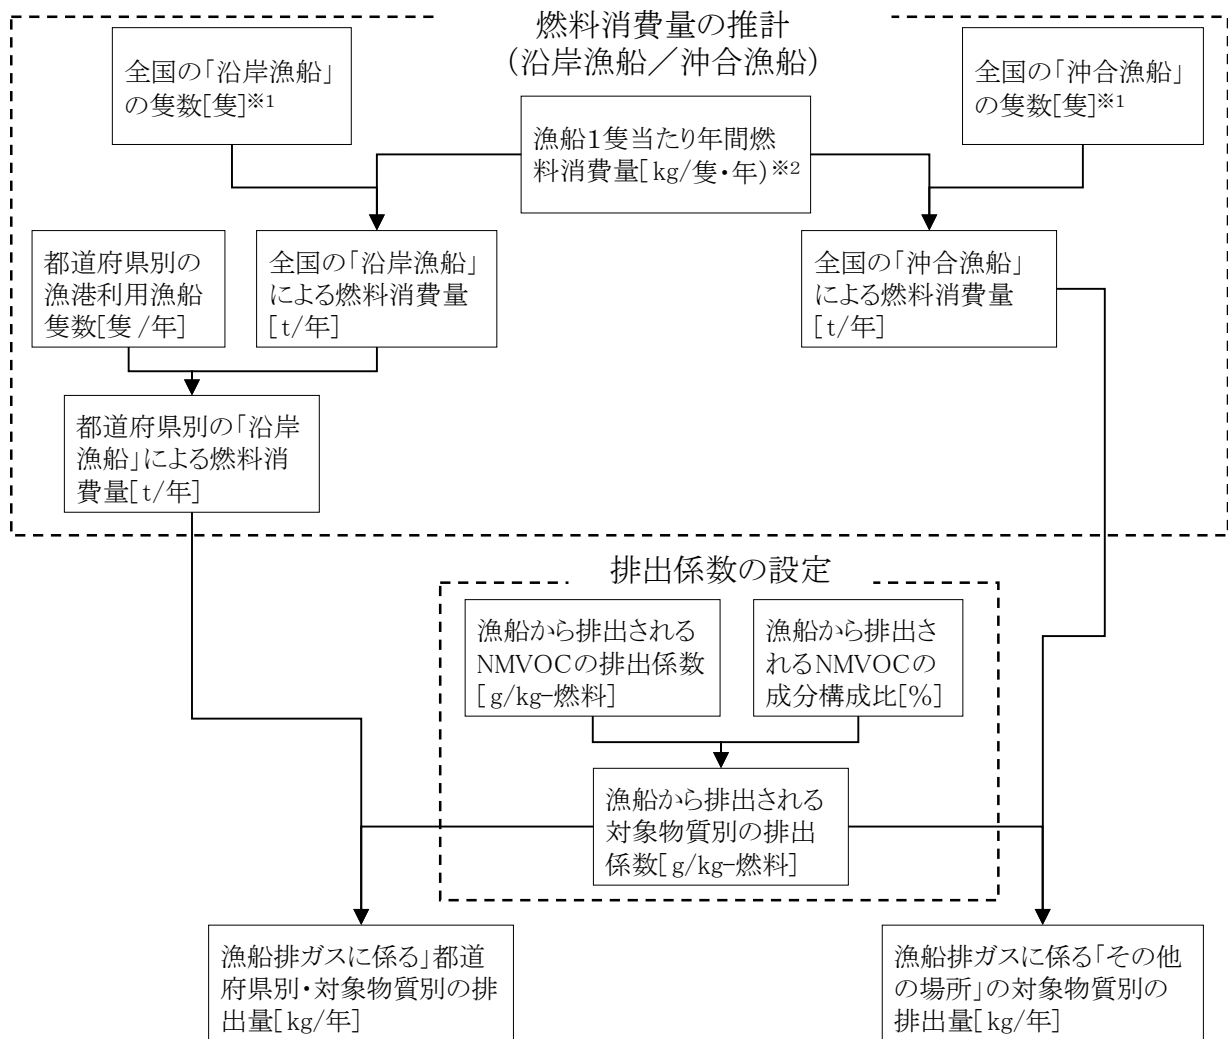 燃料消費量の推計
(沿岸漁船／沖合漁船)
全国の「沿岸漁船」
の隻数[隻]※1
全国の「沖合漁船」
の隻数[隻]※1
漁船１隻当たり年間燃
料消費量[kg/隻・年)※2
都道府県別の
漁港利用漁船
隻数[隻/年]
全国の「沿岸漁船」
による燃料消費量
[t/年]
全国の「沖合漁船」
による燃料消費量
[t/年]
都道府県別の「沿岸
漁船」による燃料消
費量[t/年]
排出係数の設定
漁船から排出される
NMVOCの排出係数
[g/kg-燃料]
漁船から排出さ
れるNMVOCの
成分構成比[%]
漁船から排出される
対象物質別の排出
係数[g/kg-燃料]
漁船排ガスに係る」都道
府県別・対象物質別の排
出量[kg/年]
漁船排ガスに係る「その他
の場所」の対象物質別の
排出量[kg/年]